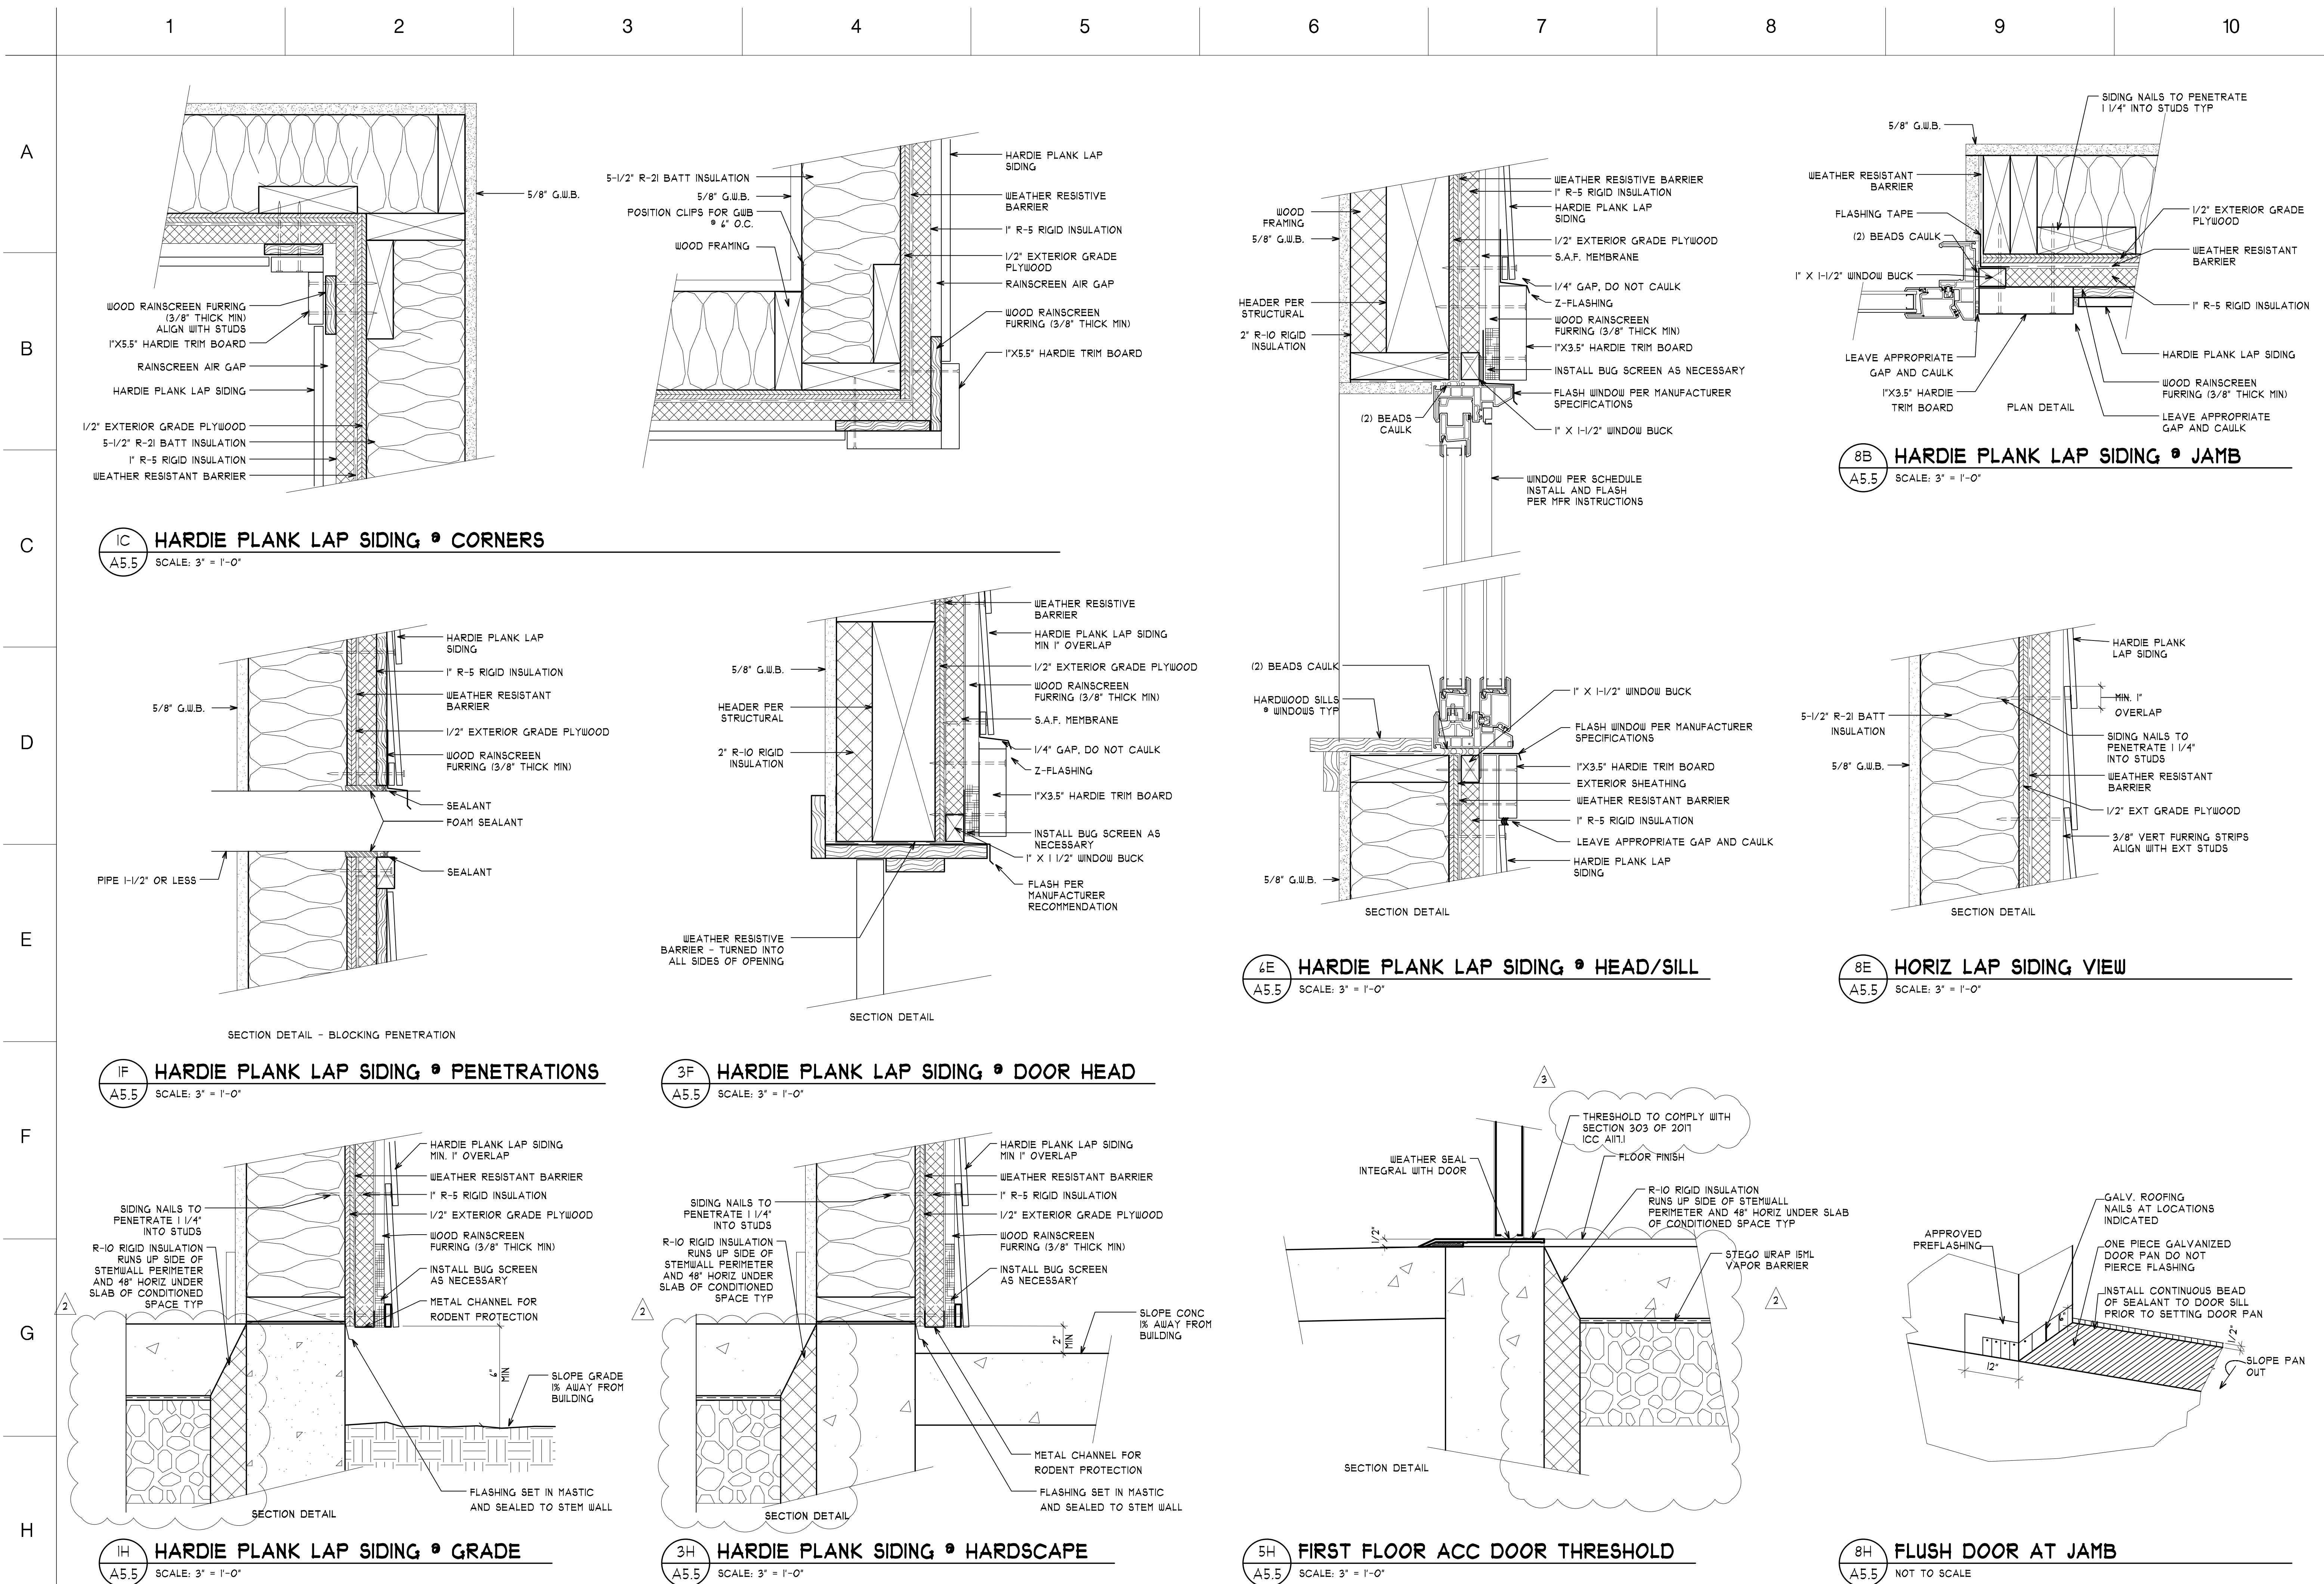 1 2 3 4 5 6 7 8 9 10
A
B
C
D
E
F
G
H
5/8" G.W.B.
WOOD RAINSCREEN FURRING
(3/8" THICK MIN)
ALIGN WITH STUDS
1"X5.5" HARDIE TRIM BOARD
RAINSCREEN AIR GAP
HARDIE PLANK LAP SIDING
1/2" EXTERIOR GRADE PLYWOOD
5-1/2" R-21 BATT INSULATION
1" R-5 RIGID INSULATION
WEATHER RESISTANT BARRIER
5-1/2" R-21 BATT INSULATION
5/8" G.W.B.
POSITION CLIPS FOR GWB
@ 6" O.C.
WOOD FRAMING
HARDIE PLANK LAP
SIDING
WEATHER RESISTIVE
BARRIER
1" R-5 RIGID INSULATION
1/2" EXTERIOR GRADE
PLYWOOD
RAINSCREEN AIR GAP
WOOD RAINSCREEN
FURRING (3/8" THICK MIN)
1"X5.5" HARDIE TRIM BOARD
1C
A5.5
HARDIE PLANK LAP SIDING @ CORNERS
SCALE: 3" = 1'-0"
WOOD
FRAMING
5/8" G.W.B.
HEADER PER
STRUCTURAL
2" R-10 RIGID
INSULATION
(2) BEADS
CAULK
WEATHER RESISTIVE BARRIER
1" R-5 RIGID INSULATION
HARDIE PLANK LAP
SIDING
1/2" EXTERIOR GRADE PLYWOOD
S.A.F. MEMBRANE
1/4" GAP, DO NOT CAULK
Z-FLASHING
WOOD RAINSCREEN
FURRING (3/8" THICK MIN)
1"X3.5" HARDIE TRIM BOARD
INSTALL BUG SCREEN AS NECESSARY
FLASH WINDOW PER MANUFACTURER
SPECIFICATIONS
1" X 1-1/2" WINDOW BUCK
WINDOW PER SCHEDULE
INSTALL AND FLASH
PER MFR INSTRUCTIONS
(2) BEADS CAULK
HARDWOOD SILLS
@ WINDOWS TYP
5/8" G.W.B.
1" X 1-1/2" WINDOW BUCK
FLASH WINDOW PER MANUFACTURER
SPECIFICATIONS
1"X3.5" HARDIE TRIM BOARD
EXTERIOR SHEATHING
WEATHER RESISTANT BARRIER
1" R-5 RIGID INSULATION
LEAVE APPROPRIATE GAP AND CAULK
HARDIE PLANK LAP
SIDING
SECTION DETAIL
6E
A5.5
HARDIE PLANK LAP SIDING @ HEAD/SILL
SCALE: 3" = 1'-0"
SIDING NAILS TO PENETRATE
1 1/4" INTO STUDS TYP
5/8" G.W.B.
WEATHER RESISTANT
BARRIER
FLASHING TAPE
(2) BEADS CAULK
1" X 1-1/2" WINDOW BUCK
LEAVE APPROPRIATE
GAP AND CAULK
1"X3.5" HARDIE
TRIM BOARD
PLAN DETAIL
1/2" EXTERIOR GRADE
PLYWOOD
WEATHER RESISTANT
BARRIER
1" R-5 RIGID INSULATION
HARDIE PLANK LAP SIDING
WOOD RAINSCREEN
FURRING (3/8" THICK MIN)
LEAVE APPROPRIATE
GAP AND CAULK
8B
A5.5
HARDIE PLANK LAP SIDING @ JAMB
SCALE: 3" = 1'-0"
5/8" G.W.B.
PIPE 1-1/2" OR LESS
HARDIE PLANK LAP
SIDING
1" R-5 RIGID INSULATION
WEATHER RESISTANT
BARRIER
1/2" EXTERIOR GRADE PLYWOOD
WOOD RAINSCREEN
FURRING (3/8" THICK MIN)
SEALANT
FOAM SEALANT
SEALANT
SECTION DETAIL - BLOCKING PENETRATION
1F
A5.5
HARDIE PLANK LAP SIDING @ PENETRATIONS
SCALE: 3" = 1'-0"
5/8" G.W.B.
HEADER PER
STRUCTURAL
2" R-10 RIGID
INSULATION
WEATHER RESISTIVE
BARRIER - TURNED INTO
ALL SIDES OF OPENING
WEATHER RESISTIVE
BARRIER
HARDIE PLANK LAP SIDING
MIN 1" OVERLAP
1/2" EXTERIOR GRADE PLYWOOD
WOOD RAINSCREEN
FURRING (3/8" THICK MIN)
S.A.F. MEMBRANE
1/4" GAP, DO NOT CAULK
Z-FLASHING
1"X3.5" HARDIE TRIM BOARD
INSTALL BUG SCREEN AS
NECESSARY
1" X 1 1/2" WINDOW BUCK
FLASH PER
MANUFACTURER
RECOMMENDATION
SECTION DETAIL
3F
A5.5
HARDIE PLANK LAP SIDING @ DOOR HEAD
SCALE: 3" = 1'-0"
5-1/2" R-21 BATT
INSULATION
5/8" G.W.B.
HARDIE PLANK
LAP SIDING
MIN. 1"
OVERLAP
SIDING NAILS TO
PENETRATE 1 1/4"
INTO STUDS
WEATHER RESISTANT
BARRIER
1/2" EXT GRADE PLYWOOD
3/8" VERT FURRING STRIPS
ALIGN WITH EXT STUDS
SECTION DETAIL
8E
A5.5
HORIZ LAP SIDING VIEW
SCALE: 3" = 1'-0"
SIDING NAILS TO
PENETRATE 1 1/4"
INTO STUDS
R-10 RIGID INSULATION
RUNS UP SIDE OF
STEMWALL PERIMETER
AND 48" HORIZ UNDER
SLAB OF CONDITIONED
SPACE TYP
2
HARDIE PLANK LAP SIDING
MIN. 1" OVERLAP
WEATHER RESISTANT BARRIER
1" R-5 RIGID INSULATION
1/2" EXTERIOR GRADE PLYWOOD
WOOD RAINSCREEN
FURRING (3/8" THICK MIN)
INSTALL BUG SCREEN
AS NECESSARY
METAL CHANNEL FOR
RODENT PROTECTION
6"
MIN
SLOPE GRADE
1% AWAY FROM
BUILDING
FLASHING SET IN MASTIC
AND SEALED TO STEM WALL
SECTION DETAIL
1H
A5.5
HARDIE PLANK LAP SIDING @ GRADE
SCALE: 3" = 1'-0"
SIDING NAILS TO
PENETRATE 1 1/4"
INTO STUDS
R-10 RIGID INSULATION
RUNS UP SIDE OF
STEMWALL PERIMETER
AND 48" HORIZ UNDER
SLAB OF CONDITIONED
SPACE TYP
2
HARDIE PLANK LAP SIDING
MIN 1" OVERLAP
WEATHER RESISTANT BARRIER
1" R-5 RIGID INSULATION
1/2" EXTERIOR GRADE PLYWOOD
WOOD RAINSCREEN
FURRING (3/8" THICK MIN)
INSTALL BUG SCREEN
AS NECESSARY
2"
MIN
SLOPE CONC
1% AWAY FROM
BUILDING
METAL CHANNEL FOR
RODENT PROTECTION
FLASHING SET IN MASTIC
AND SEALED TO STEM WALL
SECTION DETAIL
3H
A5.5
HARDIE PLANK SIDING @ HARDSCAPE
SCALE: 3" = 1'-0"
3
THRESHOLD TO COMPLY WITH
SECTION 303 OF 2017
ICC A117.1
WEATHER SEAL
INTEGRAL WITH DOOR
FLOOR FINISH
R-10 RIGID INSULATION
RUNS UP SIDE OF STEMWALL
PERIMETER AND 48" HORIZ UNDER SLAB
OF CONDITIONED SPACE TYP
1/2"
STEGO WRAP 15ML
VAPOR BARRIER
2
SECTION DETAIL
5H
A5.5
FIRST FLOOR ACC DOOR THRESHOLD
SCALE: 3" = 1'-0"
APPROVED
PREFLASHING
GALV. ROOFING
NAILS AT LOCATIONS
INDICATED
ONE PIECE GALVANIZED
DOOR PAN DO NOT
PIERCE FLASHING
INSTALL CONTINUOUS BEAD
OF SEALANT TO DOOR SILL
PRIOR TO SETTING DOOR PAN
6"
12"
1/2"
SLOPE PAN
OUT
8H
A5.5
FLUSH DOOR AT JAMB
NOT TO SCALE